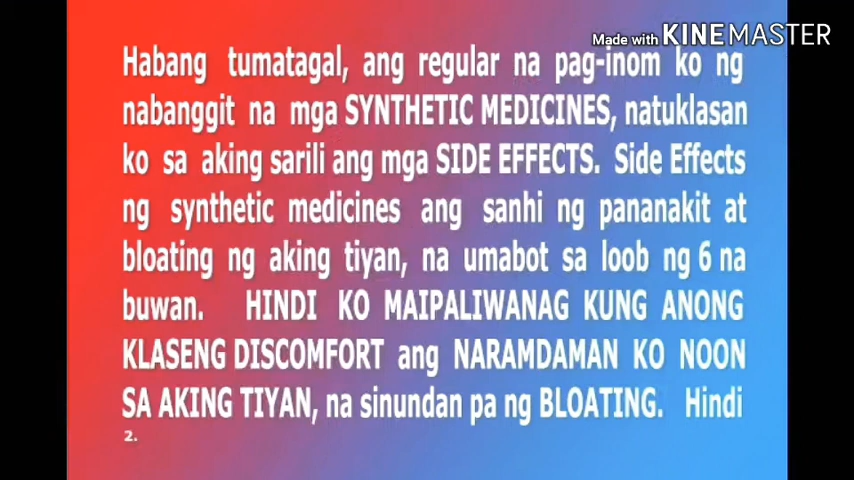 Made with KINEMASTER
Habang tumatagal, ang regular na pag-inom ko ng
nabanggit na mga SYNTHETIC MEDICINES, natuklasan
ko sa aking sarili ang mga SIDE EFFECTS. Side Effects
ng synthetic medicines ang sanhi ng pananakit at
bloating ng aking tiyan, na umabot sa loob ng 6 na
buwan. HINDI KO MAIPALIWANAG KUNG ANONG
KLASENG DISCOMFORT ang NARAMDAMAN KO NOON
SA AKING TIYAN, na sinundan pa ng BLOATING. Hindi
2.